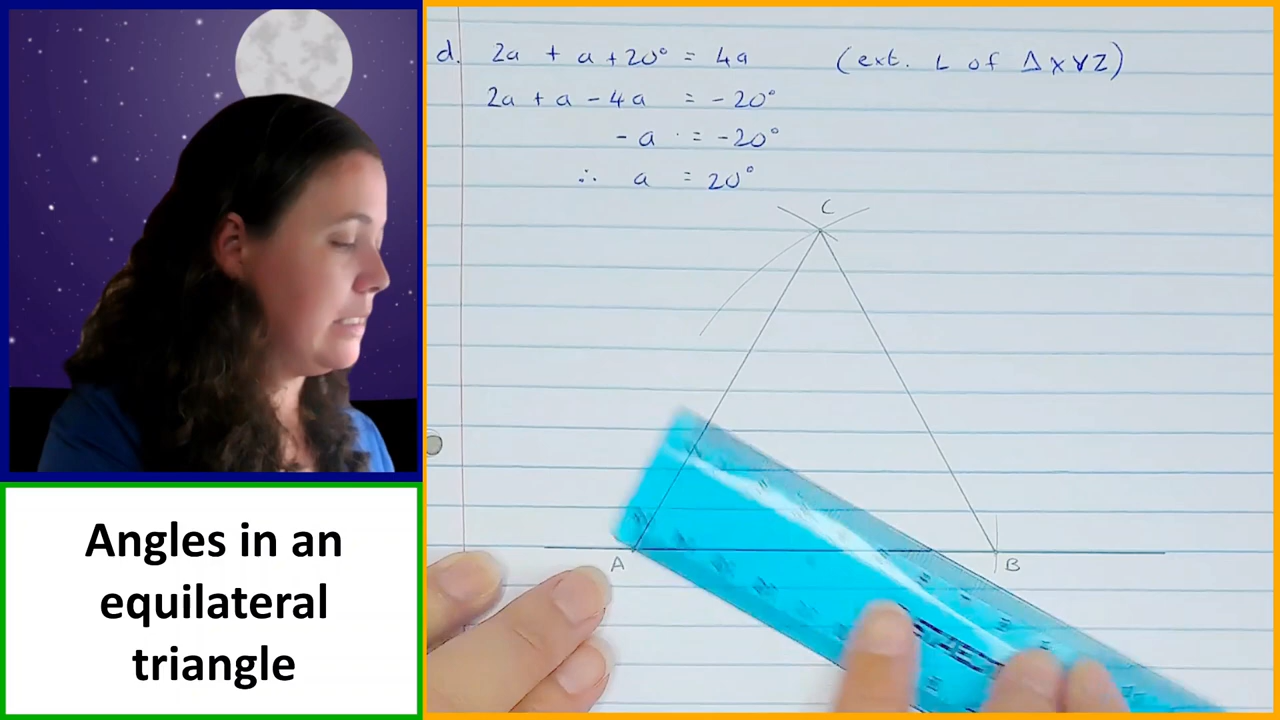 d. 2a + a + 20° = 4a (ext. ∠ of ΔXYZ)
2a + a - 4a = -20°
-a = -20°
∴ a = 20°
C
A
B
Angles in an
equilateral
triangle